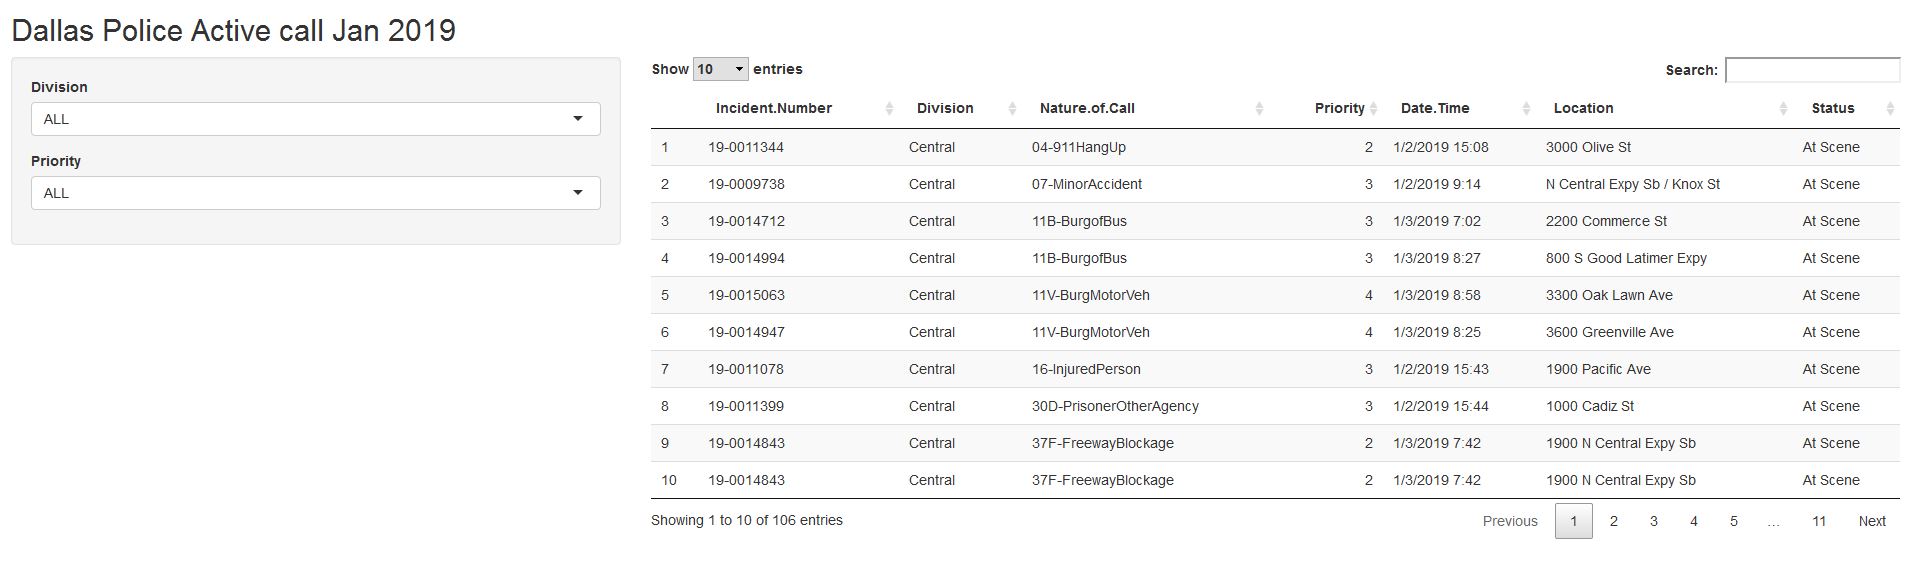 Dallas Police Active call Jan 2019
Division
ALL
Priority
ALL
Show 10 entries
Search:
Incident.Number Division Nature.of.Call Priority Date.Time Location Status
1 19-0011344 Central 04-911HangUp 2 1/2/2019 15:08 3000 Olive St At Scene
2 19-0009738 Central 07-MinorAccident 3 1/2/2019 9:14 N Central Expy Sb / Knox St At Scene
3 19-0014712 Central 11B-BurgofBus 3 1/3/2019 7:02 2200 Commerce St At Scene
4 19-0014994 Central 11B-BurgofBus 3 1/3/2019 8:27 800 S Good Latimer Expy At Scene
5 19-0015063 Central 11V-BurgMotorVeh 4 1/3/2019 8:58 3300 Oak Lawn Ave At Scene
6 19-0014947 Central 11V-BurgMotorVeh 4 1/3/2019 8:25 3600 Greenville Ave At Scene
7 19-0011078 Central 16-InjuredPerson 3 1/2/2019 15:43 1900 Pacific Ave At Scene
8 19-0011399 Central 30D-PrisonerOtherAgency 3 1/2/2019 15:44 1000 Cadiz St At Scene
9 19-0014843 Central 37F-FreewayBlockage 2 1/3/2019 7:42 1900 N Central Expy Sb At Scene
10 19-0014843 Central 37F-FreewayBlockage 2 1/3/2019 7:42 1900 N Central Expy Sb At Scene
Showing 1 to 10 of 106 entries
Previous 1 2 3 4 5 … 11 Next